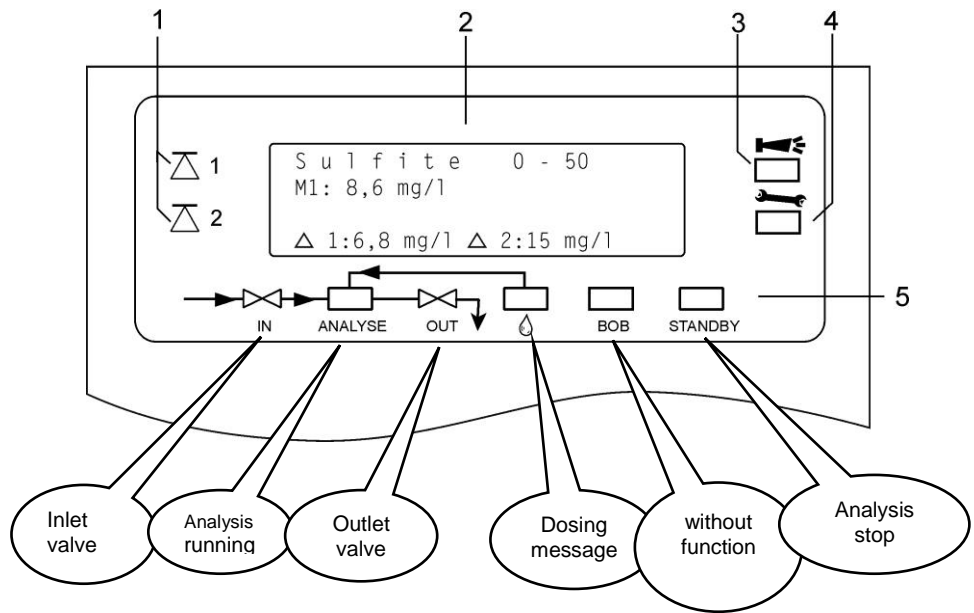 1
2
3
4
1
2
S u l f i t e 0 - 50
M1: 8,6 mg/l
△ 1:6,8 mg/l △ 2:15 mg/l
5
IN ANALYSE OUT BOB STANDBY
Inlet
valve
Analysis
running
Outlet
valve
Dosing
message
without
function
Analysis
stop